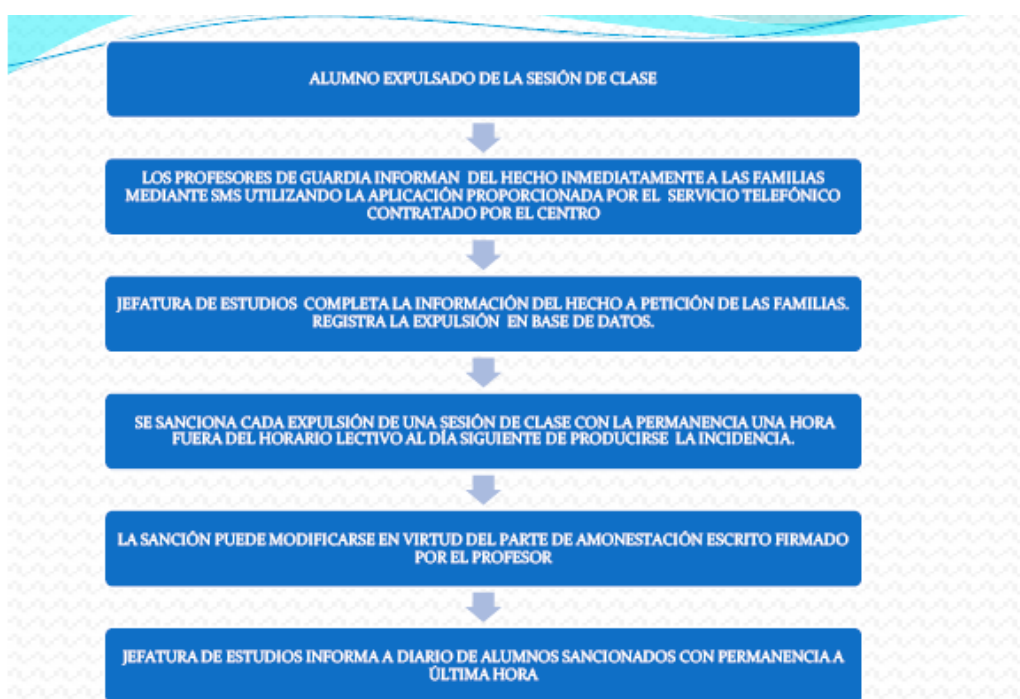 ALUMNO EXPULSADO DE LA SESIÓN DE CLASE
LOS PROFESORES DE GUARDIA INFORMAN DEL HECHO INMEDIATAMENTE A LAS FAMILIAS
MEDIANTE SMS UTILIZANDO LA APLICACIÓN PROPORCIONADA POR EL SERVICIO TELEFÓNICO
CONTRATADO POR EL CENTRO
JEFATURA DE ESTUDIOS COMPLETA LA INFORMACIÓN DEL HECHO A PETICIÓN DE LAS FAMILIAS.
REGISTRA LA EXPULSIÓN EN BASE DE DATOS.
SE SANCIONA CADA EXPULSIÓN DE UNA SESIÓN DE CLASE CON LA PERMANENCIA UNA HORA
FUERA DEL HORARIO LECTIVO AL DÍA SIGUIENTE DE PRODUCIRSE LA INCIDENCIA.
LA SANCIÓN PUEDE MODIFICARSE EN VIRTUD DEL PARTE DE AMONESTACIÓN ESCRITO FIRMADO
POR EL PROFESOR
JEFATURA DE ESTUDIOS INFORMA A DIARIO DE ALUMNOS SANCIONADOS CON PERMANENCIA A
ÚLTIMA HORA